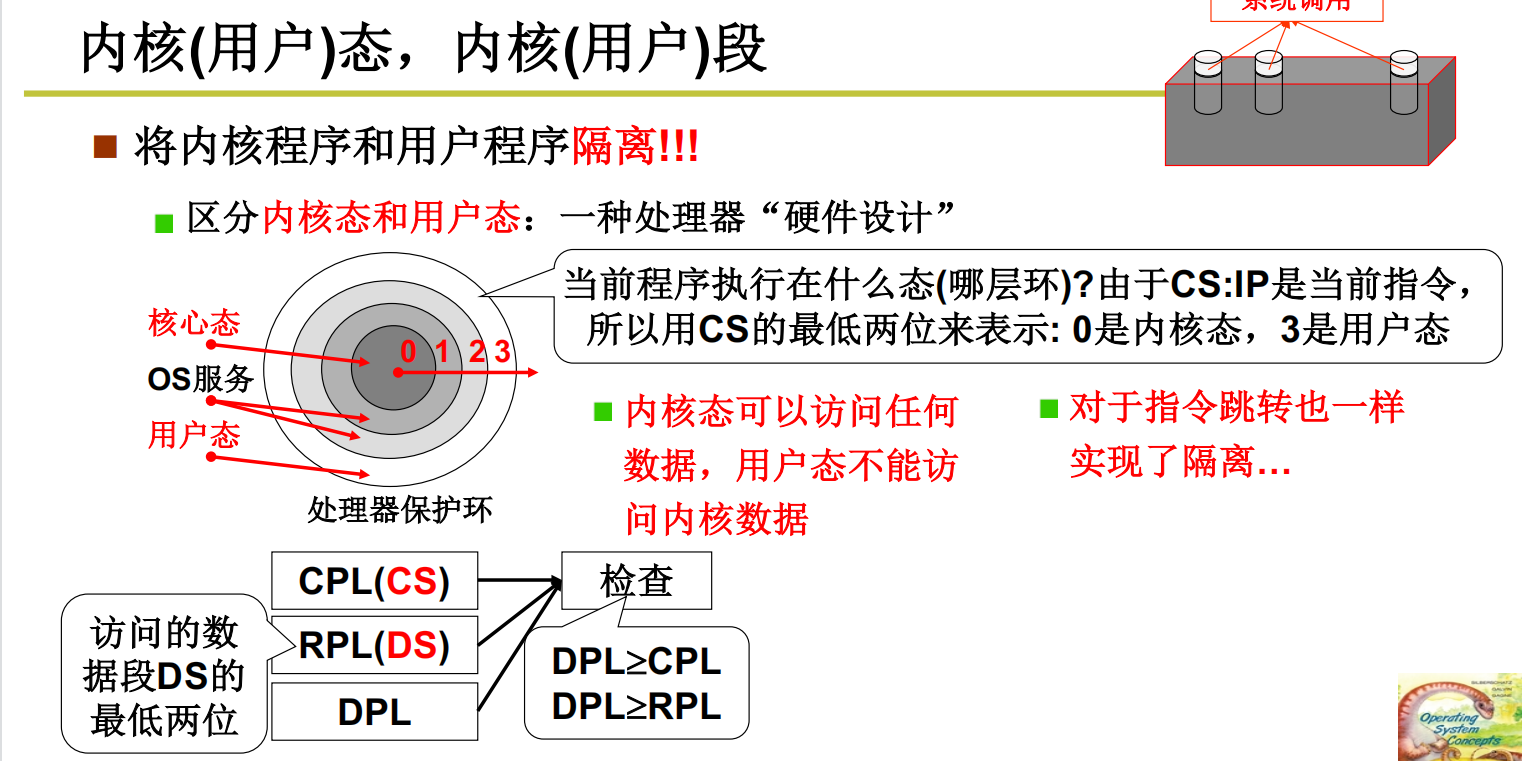 系统调用
内核(用户)态，内核(用户)段
将内核程序和用户程序隔离!!!
区分内核态和用户态：一种处理器“硬件设计”
当前程序执行在什么态(哪层环)?由于CS:IP是当前指令，
所以用CS的最低两位来表示: 0是内核态，3是用户态
核心态
OS服务
用户态
0 1 2 3
处理器保护环
内核态可以访问任何
数据，用户态不能访
问内核数据
对于指令跳转也一样
实现了隔离…
CPL(CS)
RPL(DS)
DPL
检查
访问的数
据段DS的
最低两位
DPL≥CPL
DPL≥RPL
SILBERSCHATZ
GALVIN
GAGNE
Operating
System
Concepts